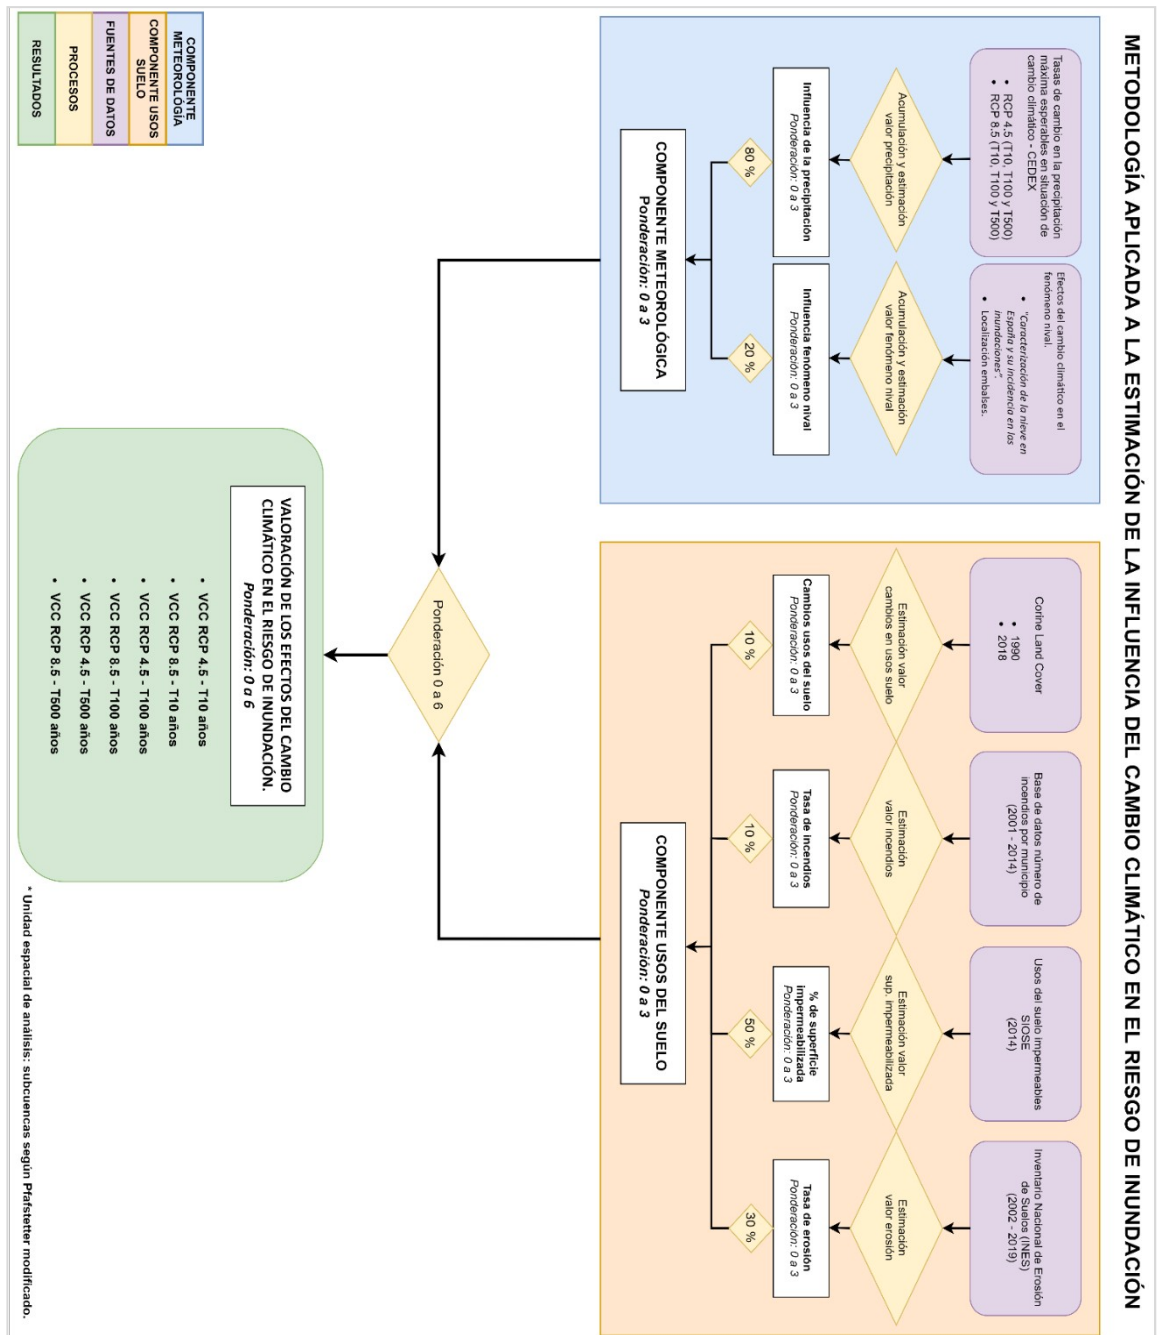 METODOLOGÍA APLICADA A LA ESTIMACIÓN DE LA INFLUENCIA DEL CAMBIO CLIMÁTICO EN EL RIESGO DE INUNDACIÓN
Tasas de cambio en la precipitación
máxima esperables en situación de
cambio climático - CEDEX
• RCP 4.5 (T10, T100 y T500)
• RCP 8.5 (T10, T100 y T500)
Efectos del cambio climático en el
fenómeno nival.
• "Caracterización de la nieve en
España y su incidencia en las
inundaciones".
• Localización embalses.
Acumulación y estimación
valor precipitación
Acumulación y estimación
valor fenómeno nival
Influencia de la precipitación
Ponderación: 0 a 3
Influencia fenómeno nival
Ponderación: 0 a 3
80 %
20 %
COMPONENTE METEOROLÓGICA
Ponderación: 0 a 3
Corine Land Cover
• 1990
• 2018
Base de datos número de
incendios por municipio
(2001 - 2014)
Usos del suelo impermeables
SIOSE
(2014)
Inventario Nacional de Erosión
de Suelos (INES)
(2002 - 2019)
Estimación valor
cambios en usos suelo
Estimación
valor incendios
Estimación valor
sup. impermeabilizada
Estimación
valor erosión
Cambios usos del suelo
Ponderación: 0 a 3
Tasa de incendios
Ponderación: 0 a 3
% de superficie
impermeabilizada
Ponderación: 0 a 3
Tasa de erosión
Ponderación: 0 a 3
10 %
10 %
50 %
30 %
COMPONENTE USOS DEL SUELO
Ponderación: 0 a 3
Ponderación 0 a 6
VALORACIÓN DE LOS EFECTOS DEL CAMBIO
CLIMÁTICO EN EL RIESGO DE INUNDACIÓN.
Ponderación: 0 a 6
• VCC RCP 4.5 - T10 años
• VCC RCP 8.5 - T10 años
• VCC RCP 4.5 - T100 años
• VCC RCP 8.5 - T100 años
• VCC RCP 4.5 - T500 años
• VCC RCP 8.5 - T500 años
COMPONENTE
METEOROLÓGÍA
COMPONENTE USOS
SUELO
FUENTES DE DATOS
PROCESOS
RESULTADOS
* Unidad espacial de análisis: subcuencas según Pfafstetter modificado.